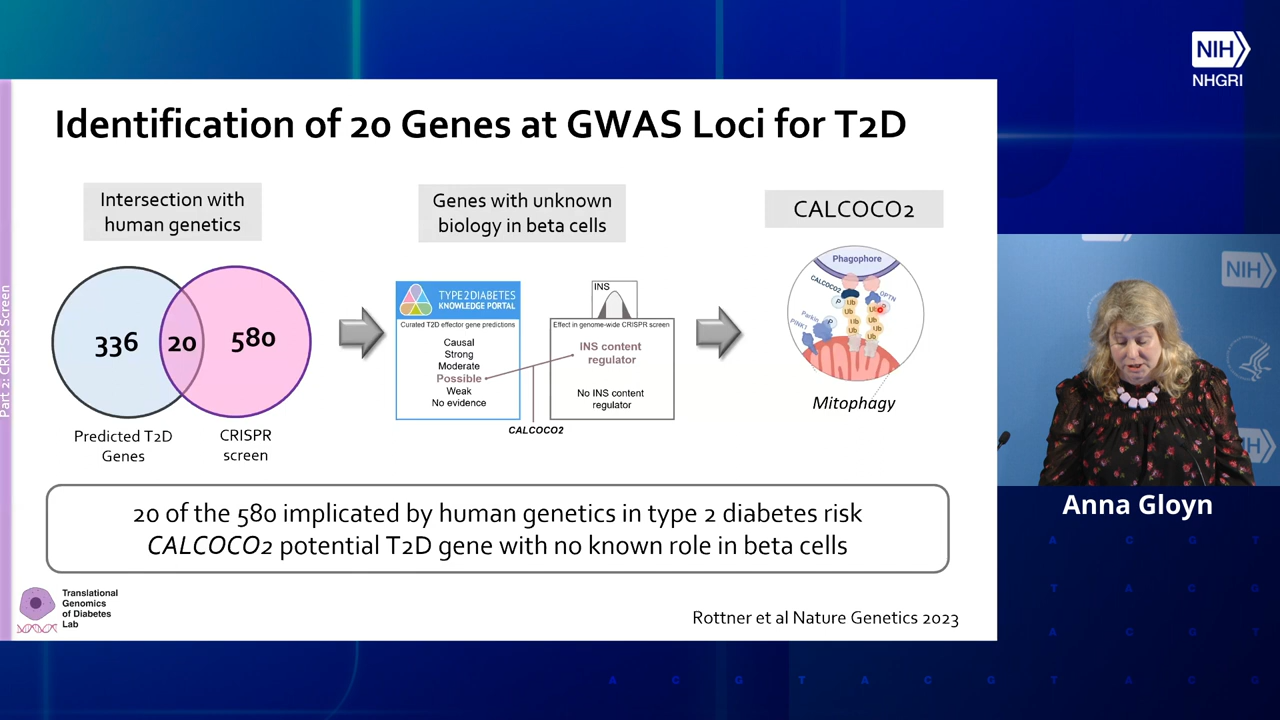 NIH
NHGRI
Identification of 20 Genes at GWAS Loci for T2D
Intersection with
human genetics
336
20
580
Predicted T2D
Genes
CRISPR
screen
Genes with unknown
biology in beta cells
TYPE2DIABETES
KNOWLEDGE PORTAL
Curated T2D effector gene predictions
Causal
Strong
Moderate
Possible
Weak
No evidence
INS
Effect in genome-wide CRISPR screen
INS content
regulator
No INS content
regulator
CALCOCO2
CALCOCO2
Phagophore
CALCOCO2
OPTN
P
Ub
Ub
P
Ub
Ub
Ub
Ub
Ub
Parkin
P
PINK1
Mitophagy
20 of the 580 implicated by human genetics in type 2 diabetes risk
CALCOCO2 potential T2D gene with no known role in beta cells
Translational
Genomics
of Diabetes
Lab
Rottner et al Nature Genetics 2023
Part 2: CRIPSR Screen
NIH
Anna Gloyn
A C G T
T A C G
A C G T
A C G T A C G T A C G